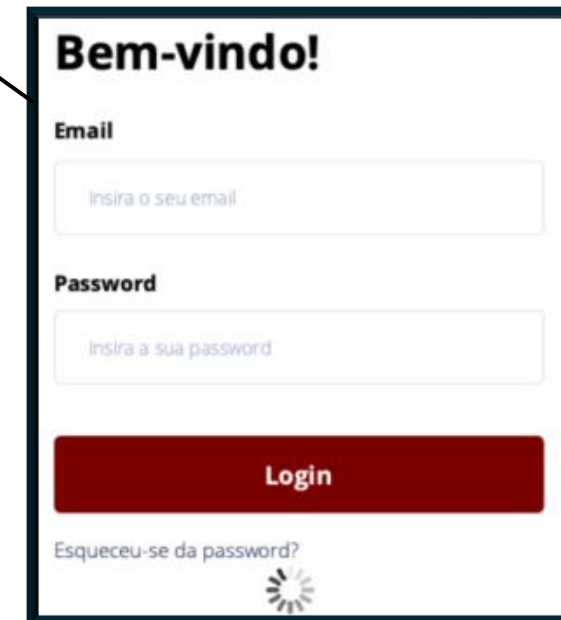 Bem-vindo!
Email
Insira o seu email
Password
Insira a sua password
Login
Esqueceu-se da password?